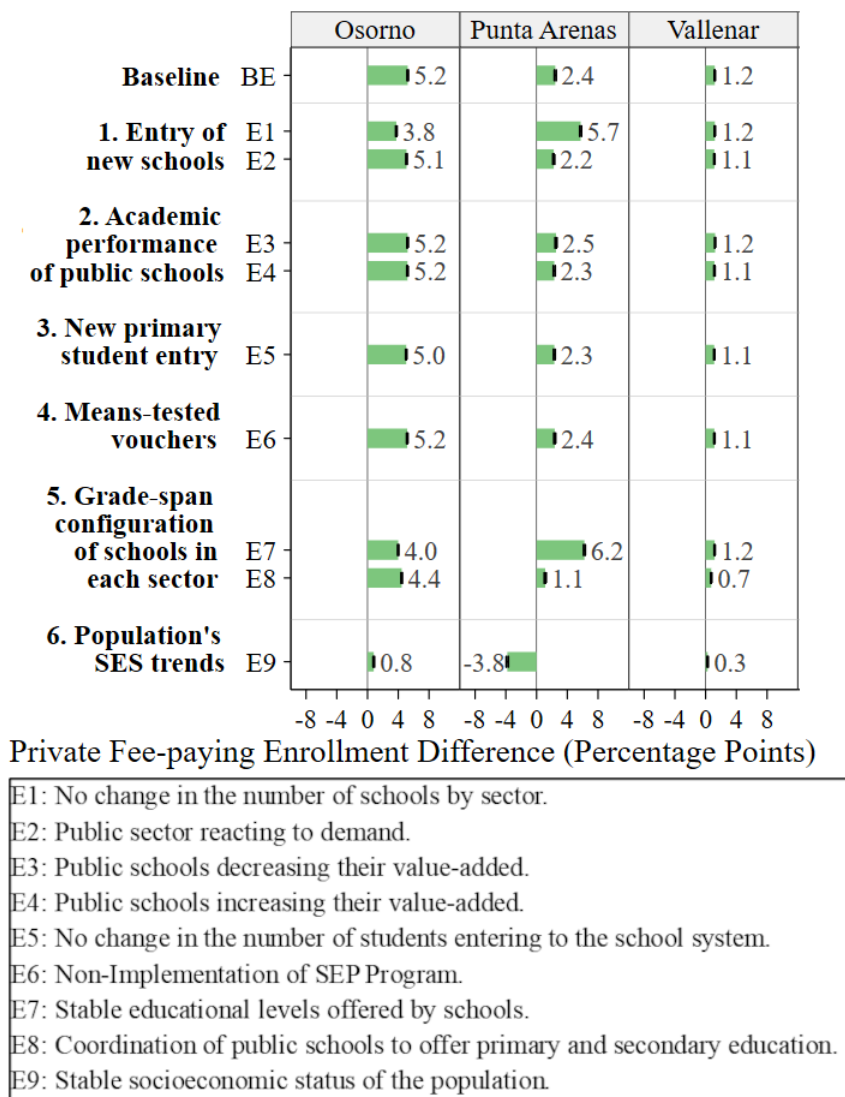 Osorno Punta Arenas Vallenar
Baseline BE 5.2 2.4 1.2
1. Entry of E1 3.8 5.7 1.2
new schools E2 5.1 2.2 1.1
2. Academic
performance E3 5.2 2.5 1.2
of public schools E4 5.2 2.3 1.1
3. New primary
student entry E5 5.0 2.3 1.1
4. Means-tested
vouchers E6 5.2 2.4 1.1
5. Grade-span
configuration
of schools in E7 4.0 6.2 1.2
each sector E8 4.4 1.1 0.7
6. Population's
SES trends E9 0.8 -3.8 0.3
-8 -4 0 4 8 -8 -4 0 4 8 -8 -4 0 4 8
Private Fee-paying Enrollment Difference (Percentage Points)
E1: No change in the number of schools by sector.
E2: Public sector reacting to demand.
E3: Public schools decreasing their value-added.
E4: Public schools increasing their value-added.
E5: No change in the number of students entering to the school system.
E6: Non-Implementation of SEP Program.
E7: Stable educational levels offered by schools.
E8: Coordination of public schools to offer primary and secondary education.
E9: Stable socioeconomic status of the population.